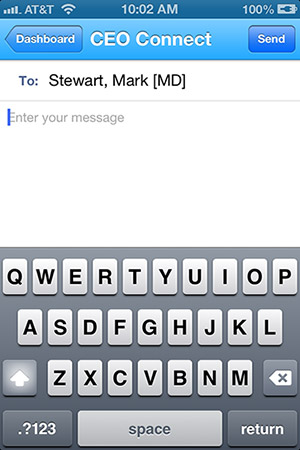 AT&T 10:02 AM 100%
Dashboard CEO Connect Send
To: Stewart, Mark [MD]
Enter your message
Q W E R T Y U I O P
A S D F G H J K L
Z X C V B N M
.?123 space return